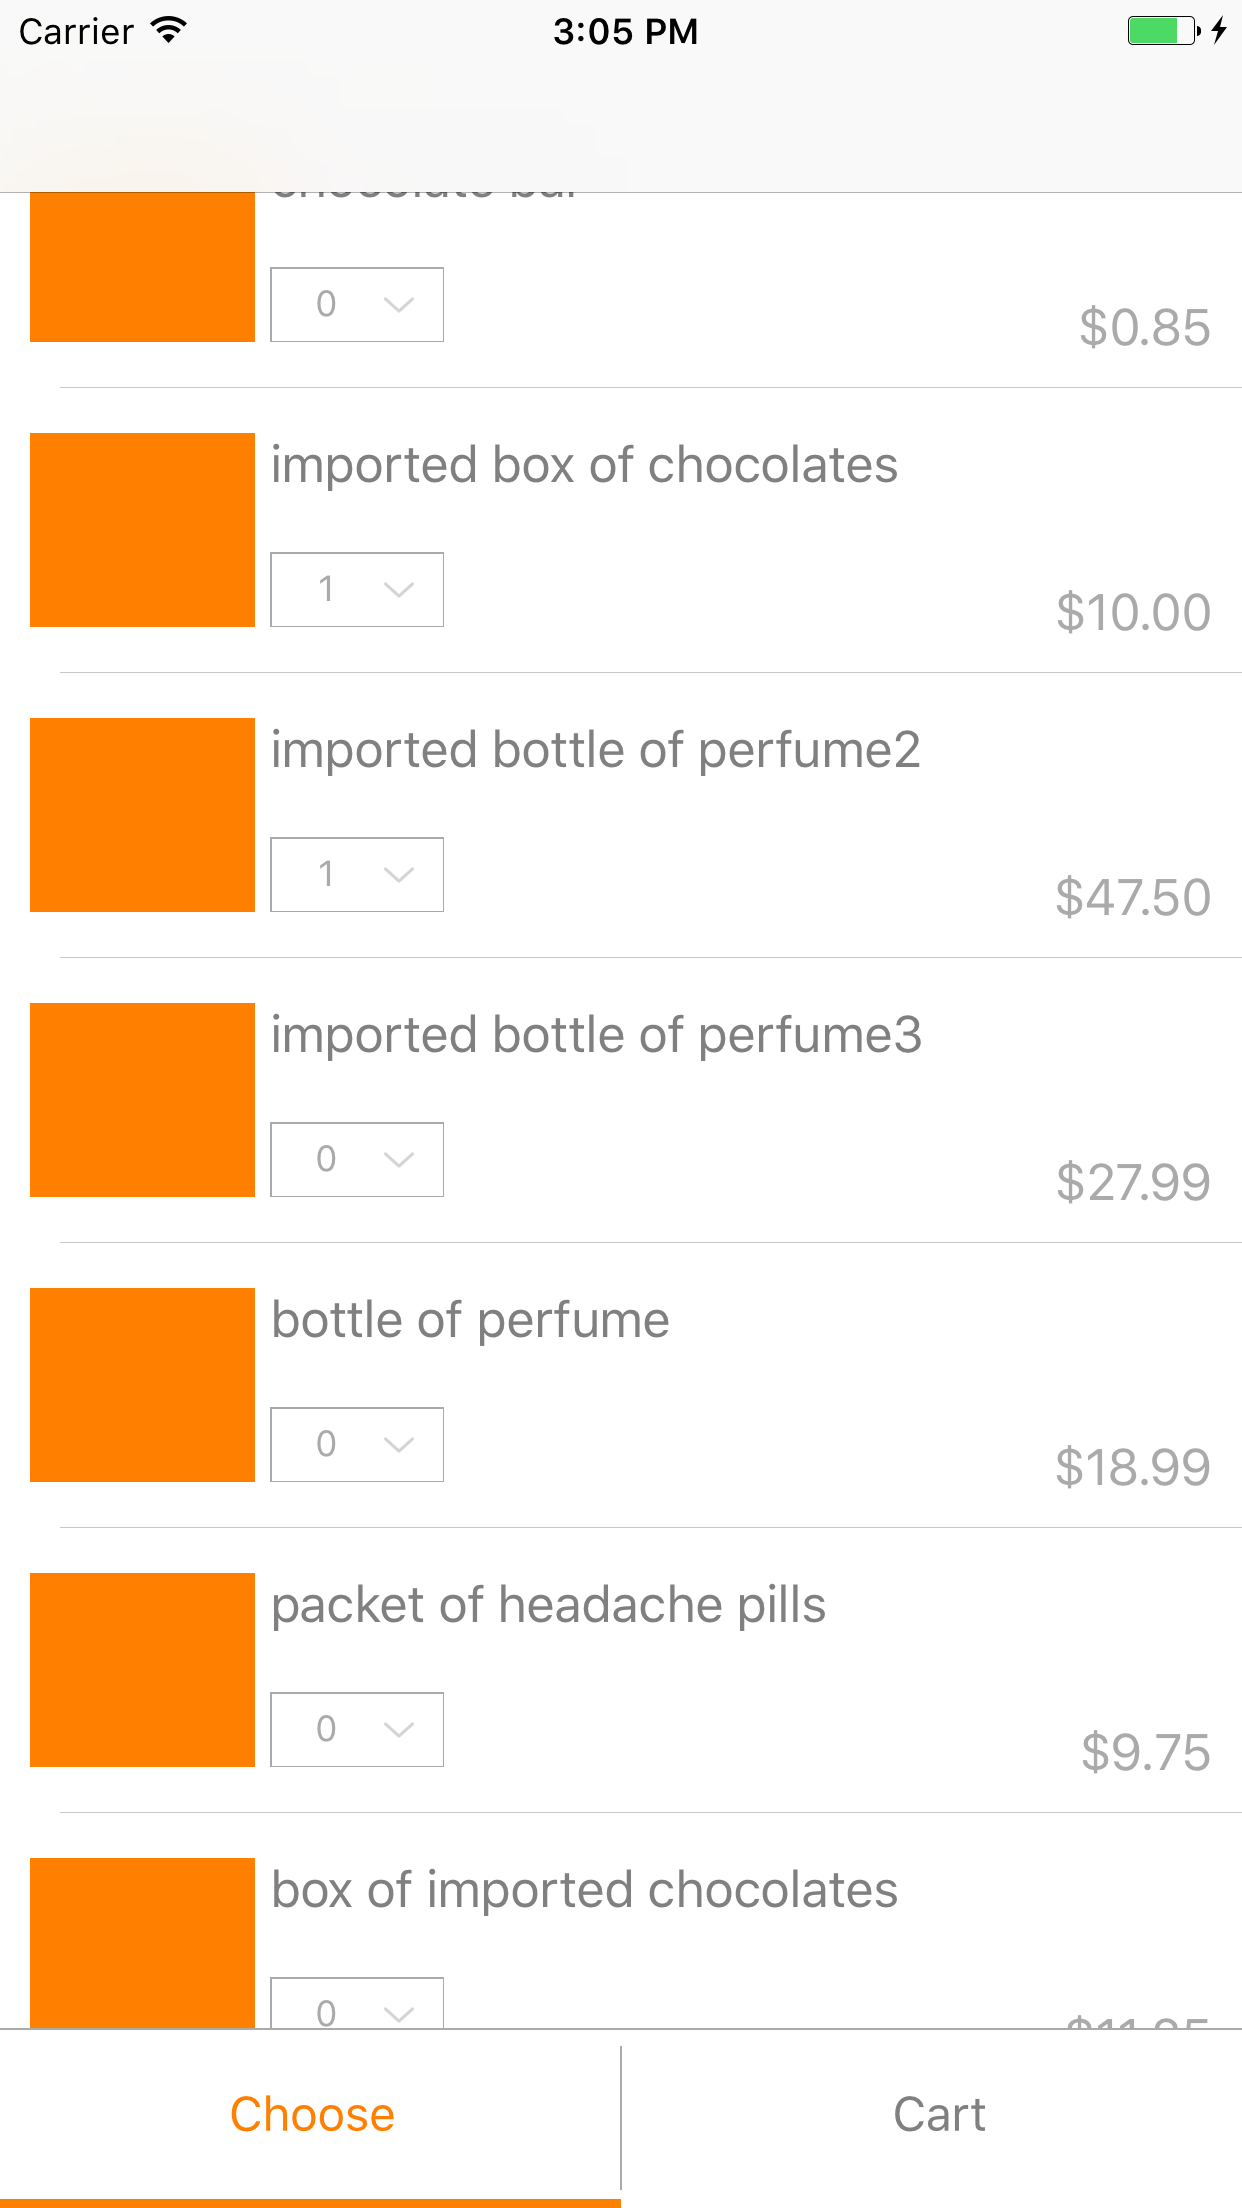 Carrier 3:05 PM
chocolate bar
0
$0.85
imported box of chocolates
1
$10.00
imported bottle of perfume2
1
$47.50
imported bottle of perfume3
0
$27.99
bottle of perfume
0
$18.99
packet of headache pills
0
$9.75
box of imported chocolates
0
Choose
Cart